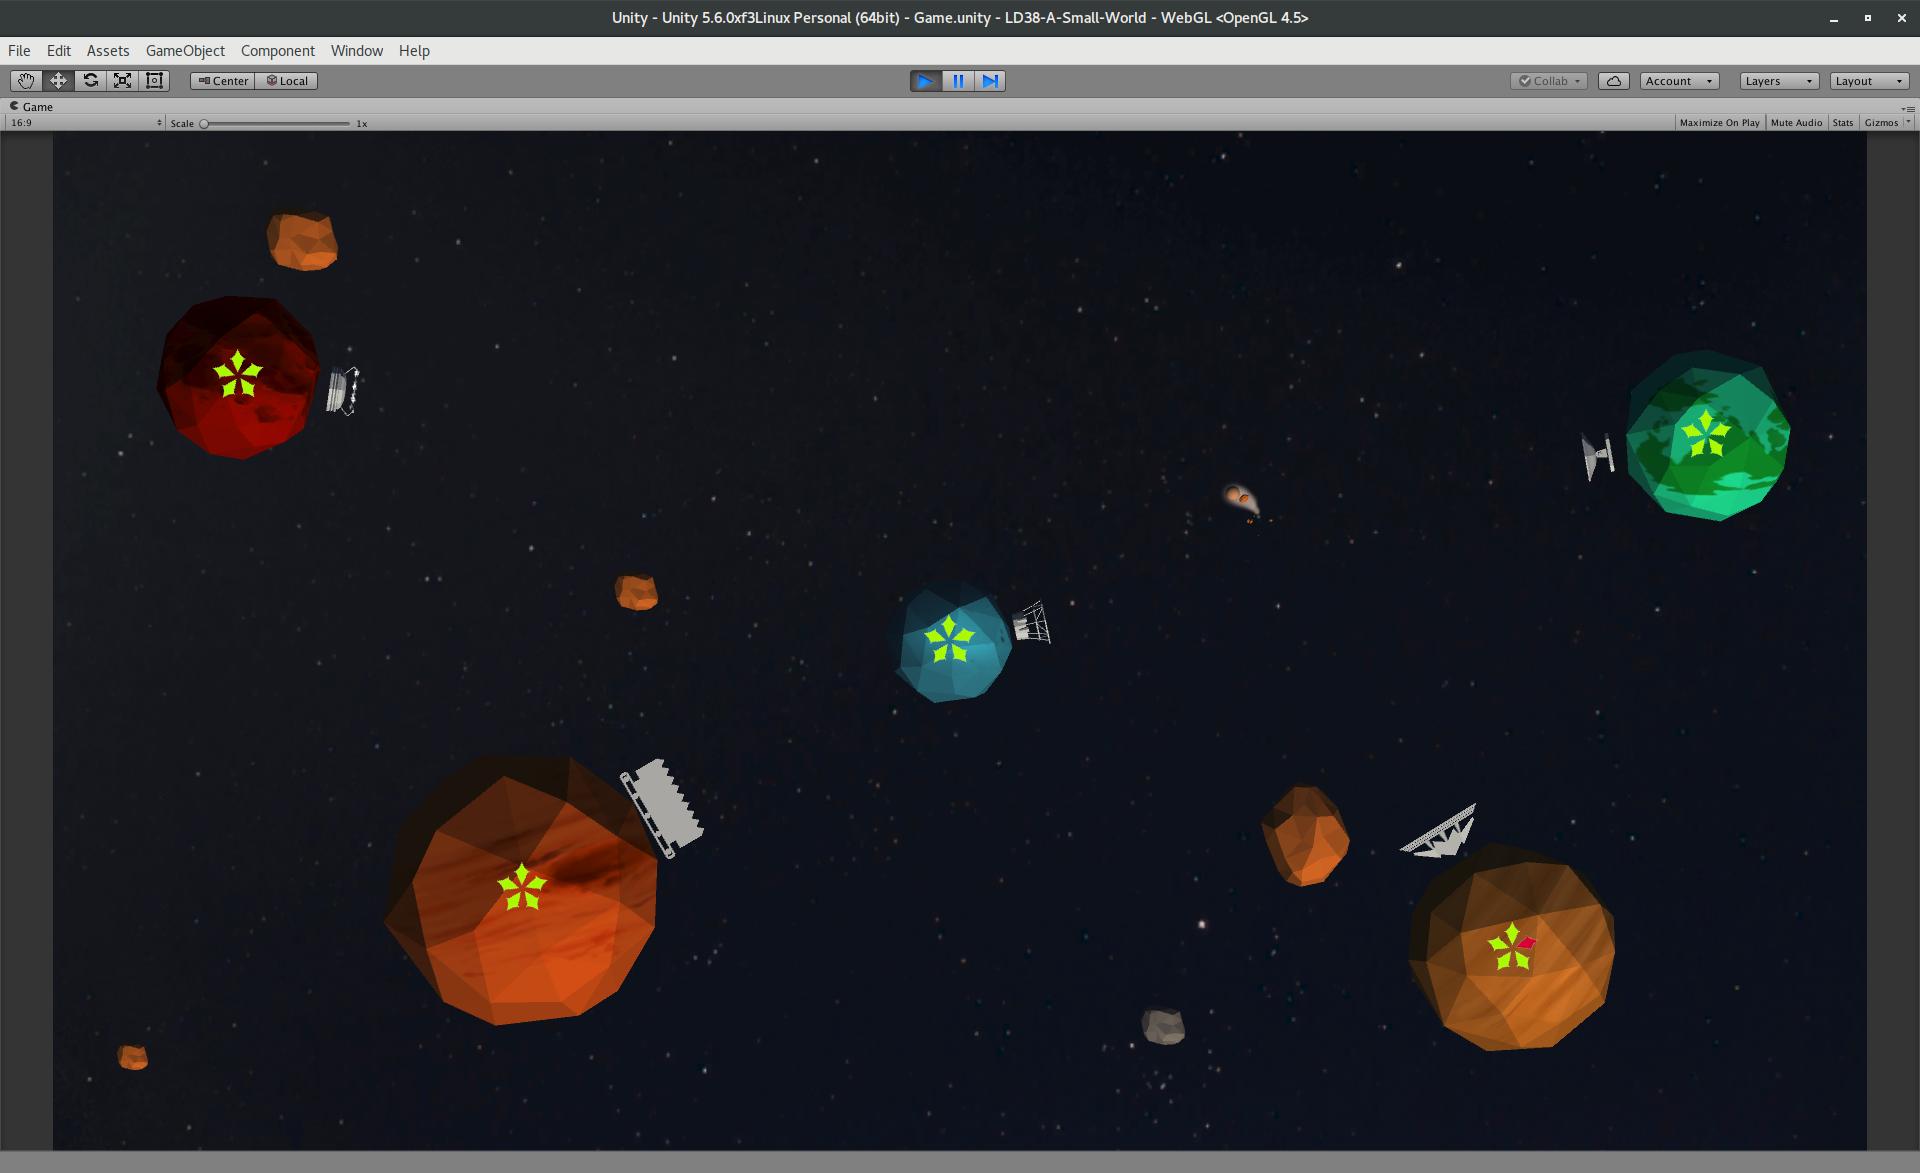 Unity - Unity 5.6.0xf3Linux Personal (64bit) - Game.unity - LD38-A-Small-World - WebGL <OpenGL 4.5>
File Edit Assets GameObject Component Window Help
Center Local Collab Account Layers Layout
Game
16:9 Scale 1x Maximize On Play Mute Audio Stats Gizmos